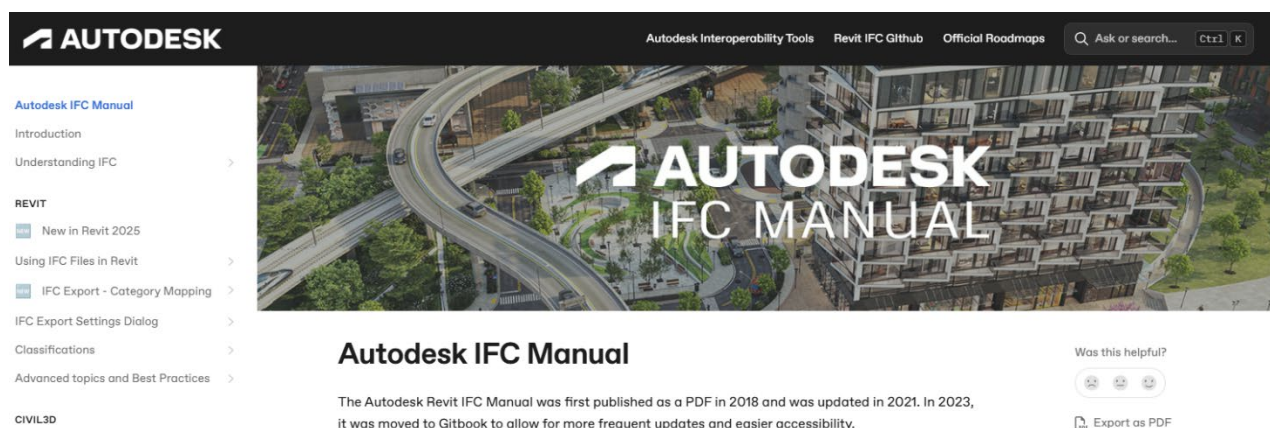 AUTODESK
Autodesk Interoperability Tools
Revit IFC GIthub
Official Roadmaps
Ask or search...
Ctrl K
Autodesk IFC Manual
Introduction
Understanding IFC
REVIT
NEW New in Revit 2025
Using IFC Files in Revit
NEW IFC Export - Category Mapping
IFC Export Settings Dialog
Classifications
Advanced topics and Best Practices
CIVIL3D
AUTODESK
IFC MANUAL
Autodesk IFC Manual
The Autodesk Revit IFC Manual was first published as a PDF in 2018 and was updated in 2021. In 2023,
it was moved to Gitbook to allow for more frequent updates and easier accessibility.
Was this helpful?
Export as PDF